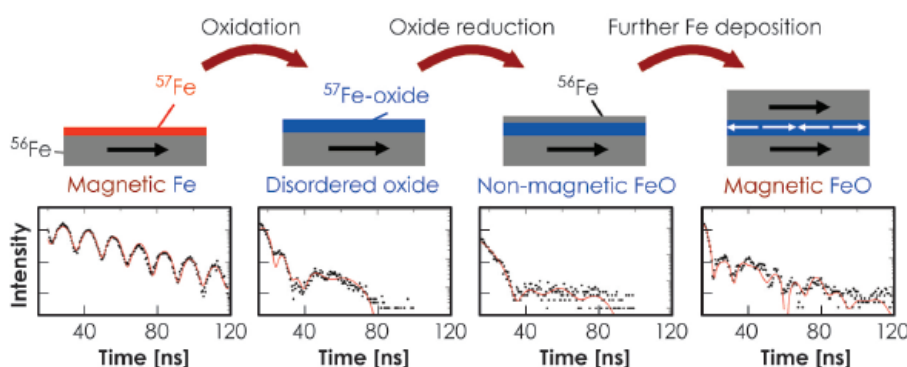 Oxidation Oxide reduction Further Fe deposition
⁵⁷Fe ⁵⁷Fe-oxide ⁵⁶Fe
⁵⁶Fe
Magnetic Fe Disordered oxide Non-magnetic FeO Magnetic FeO
Intensity
40 80 120 40 80 120 40 80 120 40 80 120
Time [ns] Time [ns] Time [ns] Time [ns]